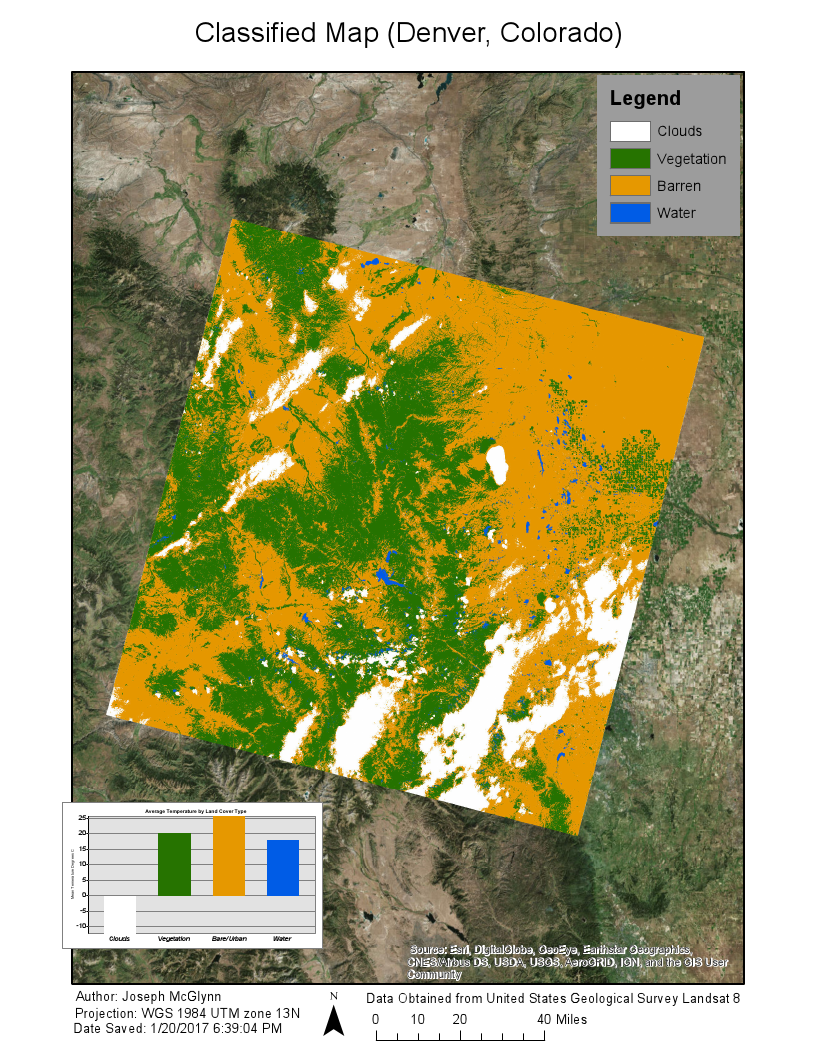 Classified Map (Denver, Colorado)
Legend
Clouds
Vegetation
Barren
Water
Average Temperature by Land Cover Type
25
20
15
10
5
0
-5
-10
Clouds Vegetation Bare/Urban Water
Source: Esri, DigitalGlobe, GeoEye, Earthstar Geographics,
CNES/Airbus DS, USDA, USGS, AeroGRID, IGN, and the GIS User
Community
Author: Joseph McGlynn
Projection: WGS 1984 UTM zone 13N
Date Saved: 1/20/2017 6:39:04 PM
N
Data Obtained from United States Geological Survey Landsat 8
0 10 20 40 Miles